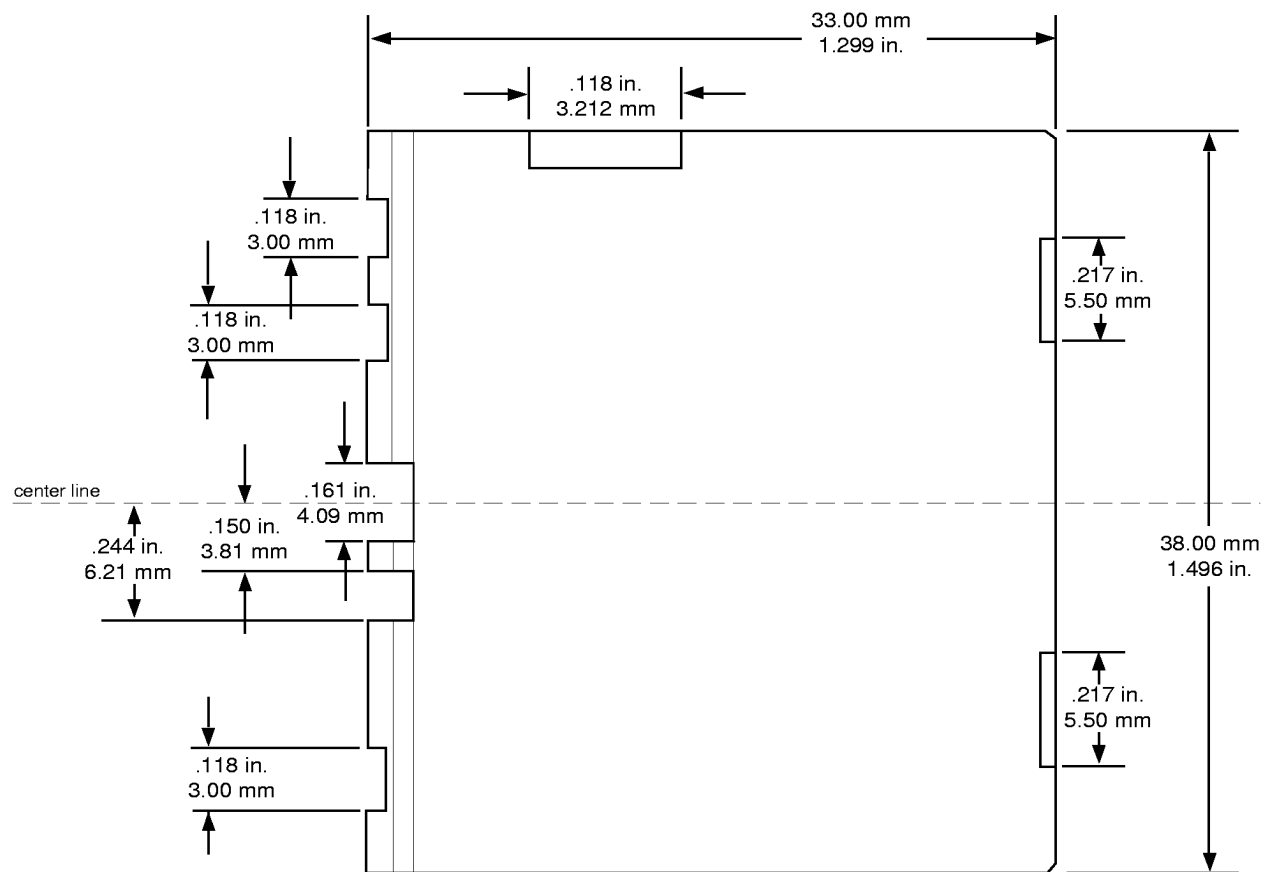 33.00 mm
1.299 in.
.118 in.
3.212 mm
.118 in.
3.00 mm
.217 in.
5.50 mm
.118 in.
3.00 mm
center line
.161 in.
4.09 mm
.150 in.
3.81 mm
.244 in.
6.21 mm
38.00 mm
1.496 in.
.217 in.
5.50 mm
.118 in.
3.00 mm